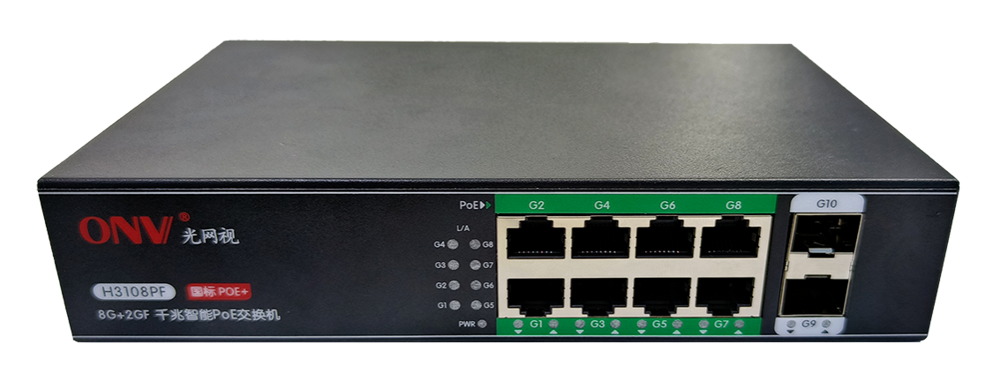 ONV® 光网视
H3108PF 国标 POE+
8G+2GF 千兆智能PoE交换机
PoE
L/A
G4 G8
G3 G7
G2 G6
G1 G5
PWR
G2 G4 G6 G8
G1 G3 G5 G7
G10
G9